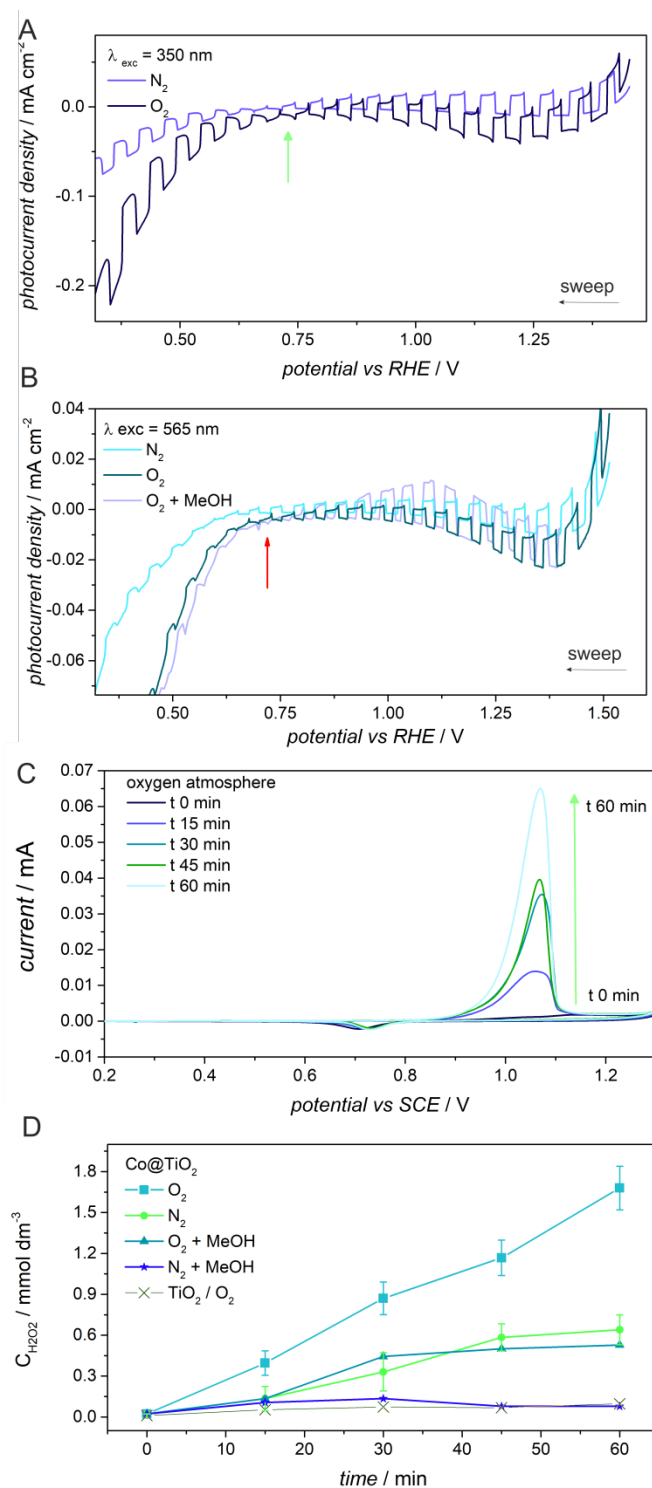 A
λ exc = 350 nm
N₂
O₂
0.0
-0.1
-0.2
photocurrent density / mA cm⁻²
sweep
0.50 0.75 1.00 1.25
potential vs RHE / V
B
λ exc = 565 nm
N₂
O₂
O₂ + MeOH
0.04
0.02
0.00
-0.02
-0.04
-0.06
photocurrent density / mA cm⁻²
sweep
0.50 0.75 1.00 1.25 1.50
potential vs RHE / V
C
oxygen atmosphere
t 0 min
t 15 min
t 30 min
t 45 min
t 60 min
t 60 min
t 0 min
0.07
0.06
0.05
0.04
0.03
0.02
0.01
0.00
-0.01
current / mA
0.2 0.4 0.6 0.8 1.0 1.2
potential vs SCE / V
D
Co@TiO₂
O₂
N₂
O₂ + MeOH
N₂ + MeOH
TiO₂ / O₂
1.8
1.5
1.2
0.9
0.6
0.3
0.0
C H2O2 / mmol dm⁻³
0 10 20 30 40 50 60
time / min